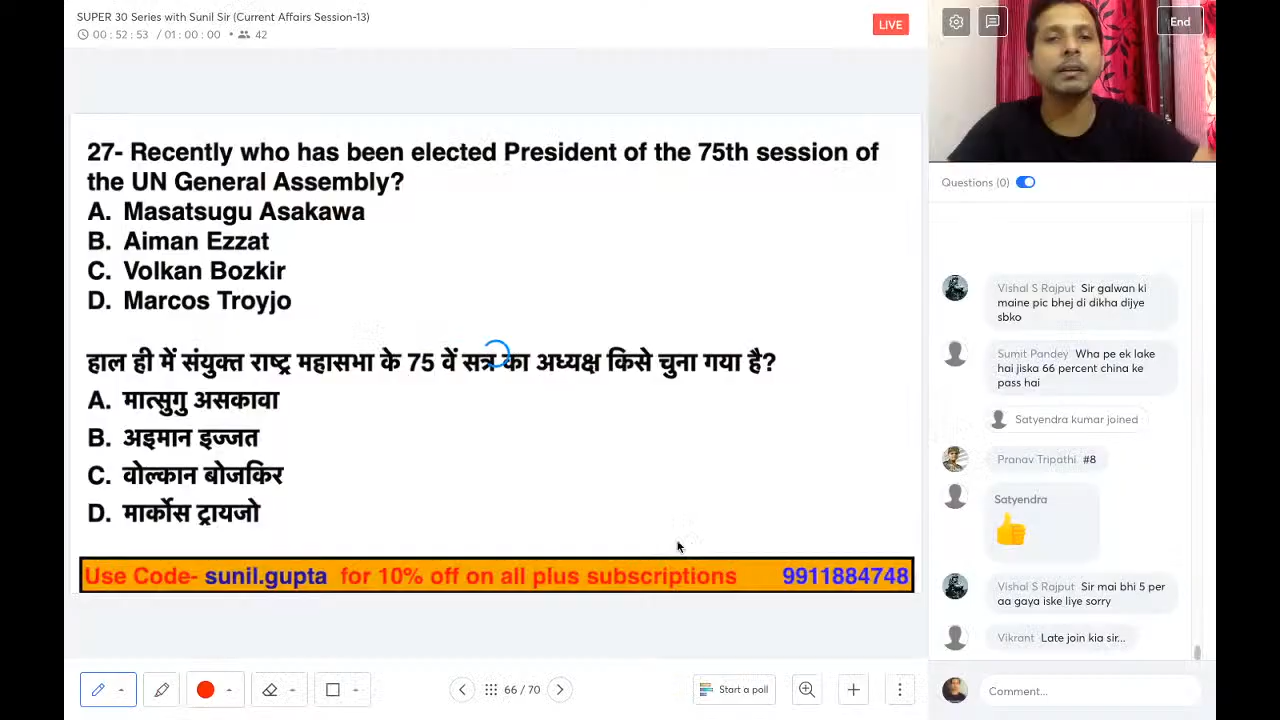 SUPER 30 Series with Sunil Sir (Current Affairs Session-13)
00 : 52 : 53 / 01 : 00 : 00 • 42
LIVE
End
27- Recently who has been elected President of the 75th session of
the UN General Assembly?
A. Masatsugu Asakawa
B. Aiman Ezzat
C. Volkan Bozkir
D. Marcos Troyjo
हाल ही में संयुक्त राष्ट्र महासभा के 75 वें सत्र का अध्यक्ष किसे चुना गया है?
A. मात्सुगु असकावा
B. अइमान इज्जत
C. वोल्कान बोजकिर
D. मार्कोस ट्रायजो
Use Code- sunil.gupta for 10% off on all plus subscriptions 9911884748
66 / 70
Start a poll
Questions (0)
Vishal S Rajput Sir galwan ki
maine pic bhej di dikha dijye
sbko
Sumit Pandey Wha pe ek lake
hai jiska 66 percent china ke
pass hai
Satyendra kumar joined
Pranav Tripathi #8
Satyendra
Vishal S Rajput Sir mai bhi 5 per
aa gaya iske liye sorry
Vikrant Late join kia sir...
Comment...